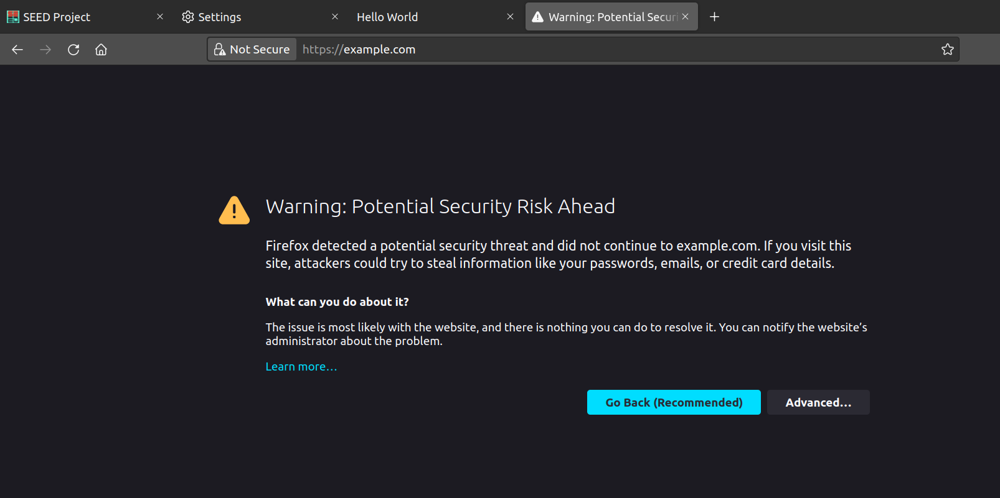 SEED Project
Settings
Hello World
Warning: Potential Securi
Not Secure
https://example.com
Warning: Potential Security Risk Ahead
Firefox detected a potential security threat and did not continue to example.com. If you visit this
site, attackers could try to steal information like your passwords, emails, or credit card details.
What can you do about it?
The issue is most likely with the website, and there is nothing you can do to resolve it. You can notify the website’s
administrator about the problem.
Learn more…
Go Back (Recommended)
Advanced…